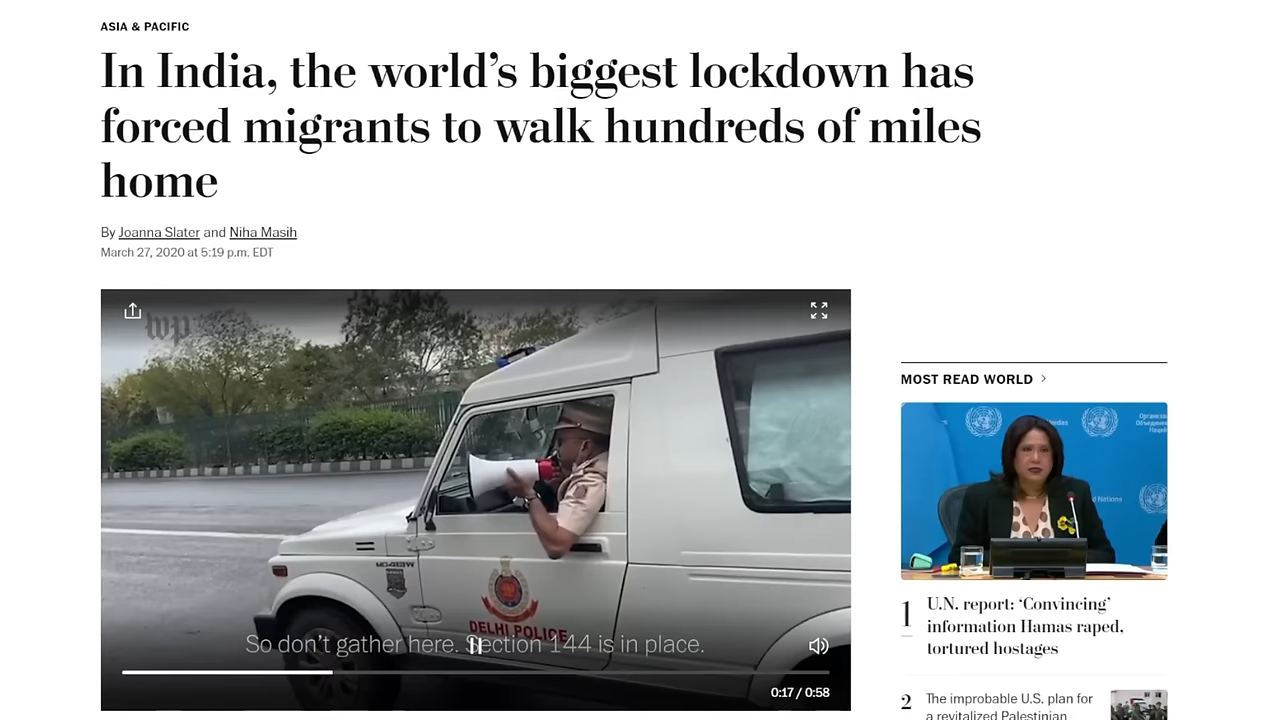 ASIA & PACIFIC
In India, the world’s biggest lockdown has
forced migrants to walk hundreds of miles
home
By Joanna Slater and Niha Masih
March 27, 2020 at 5:19 p.m. EDT
wp
MG413W
DELHI POLICE
So don’t gather here. Section 144 is in place.
0:17 / 0:58
MOST READ WORLD >
1
U.N. report: ‘Convincing’
information Hamas raped,
tortured hostages
2
The improbable U.S. plan for
a revitalized Palestinian